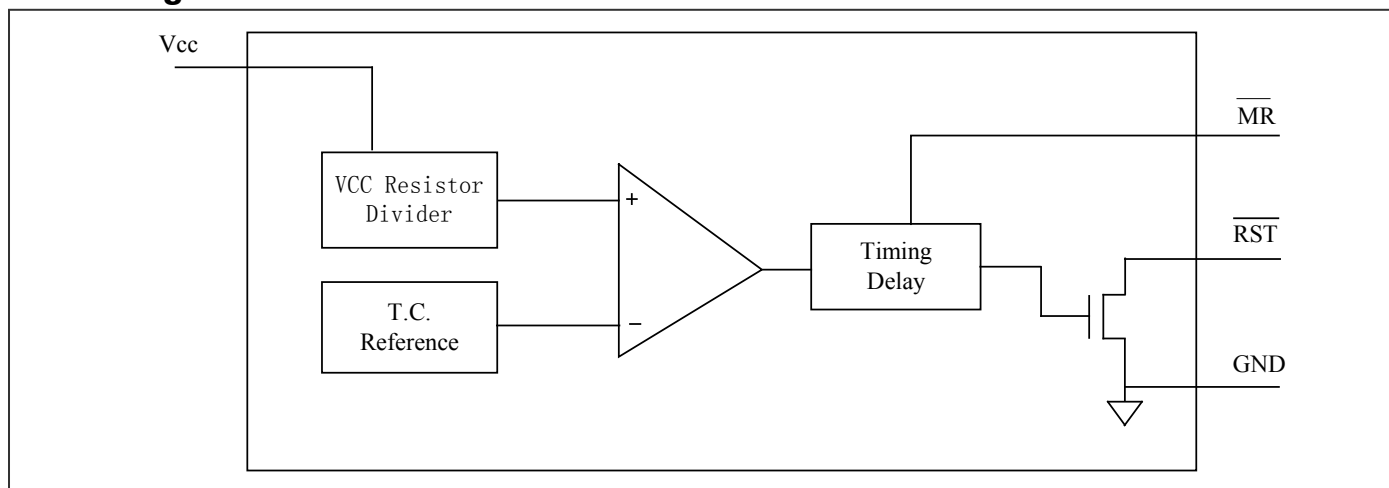 Vcc
MR
VCC Resistor
Divider
+
Timing
Delay
RST
T.C.
Reference
−
GND